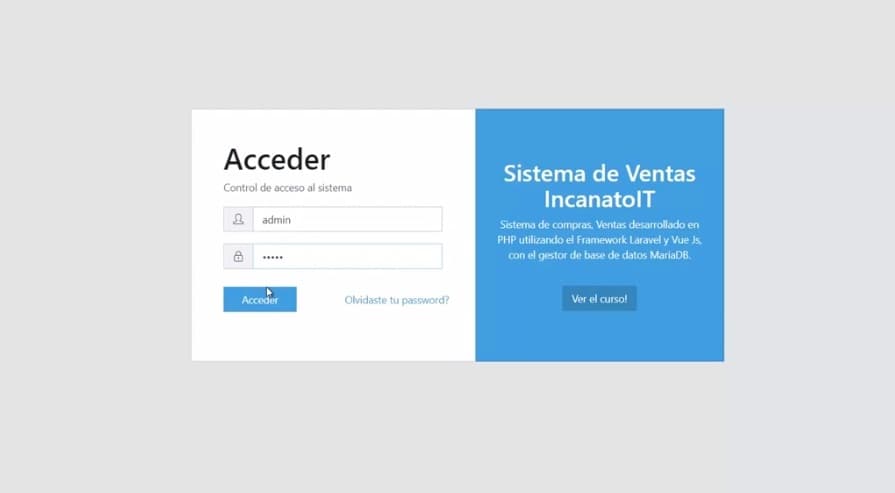 Acceder
Control de acceso al sistema
admin
•••••
Acceder
Olvidaste tu password?
Sistema de Ventas
IncanatoIT
Sistema de compras, Ventas desarrollado en
PHP utilizando el Framework Laravel y Vue Js,
con el gestor de base de datos MariaDB.
Ver el curso!